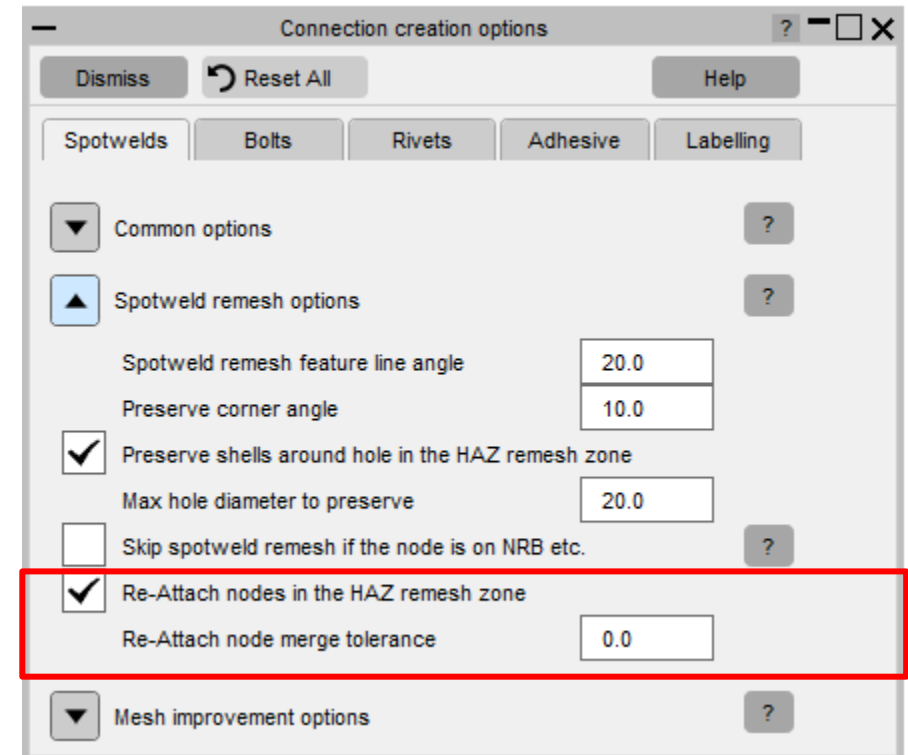 Connection creation options ?
Dismiss Reset All Help
Spotwelds Bolts Rivets Adhesive Labelling
Common options ?
Spotweld remesh options ?
Spotweld remesh feature line angle 20.0
Preserve corner angle 10.0
Preserve shells around hole in the HAZ remesh zone
Max hole diameter to preserve 20.0
Skip spotweld remesh if the node is on NRB etc. ?
Re-Attach nodes in the HAZ remesh zone
Re-Attach node merge tolerance 0.0
Mesh improvement options ?